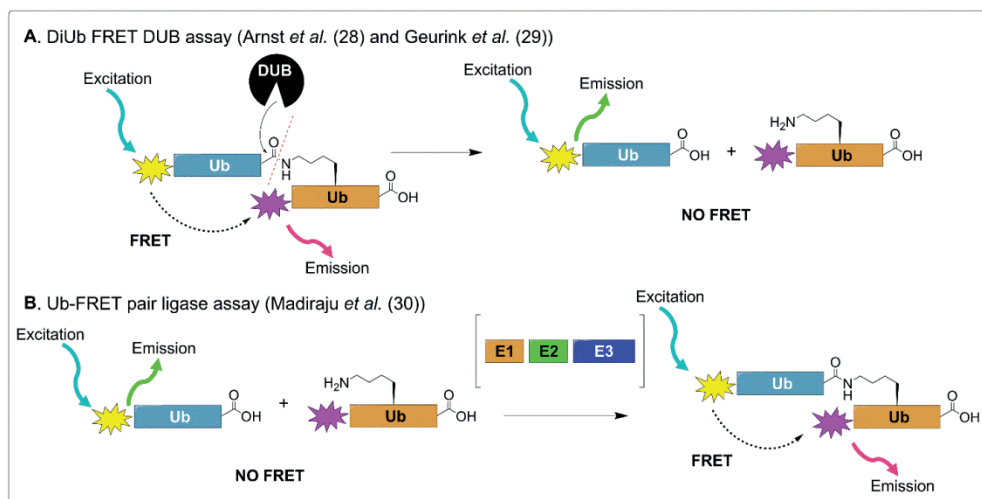 A. DiUb FRET DUB assay (Arnst et al. (28) and Geurink et al. (29))
Excitation
DUB
Ub
O
N
H
Ub
O
OH
FRET
Emission
Excitation
Emission
Ub
O
OH
+
H2N
Ub
O
OH
NO FRET
B. Ub-FRET pair ligase assay (Madiraju et al. (30))
Excitation
Emission
Ub
O
OH
+
H2N
Ub
O
OH
NO FRET
E1 E2 E3
Excitation
Ub
O
N
H
Ub
O
OH
FRET
Emission